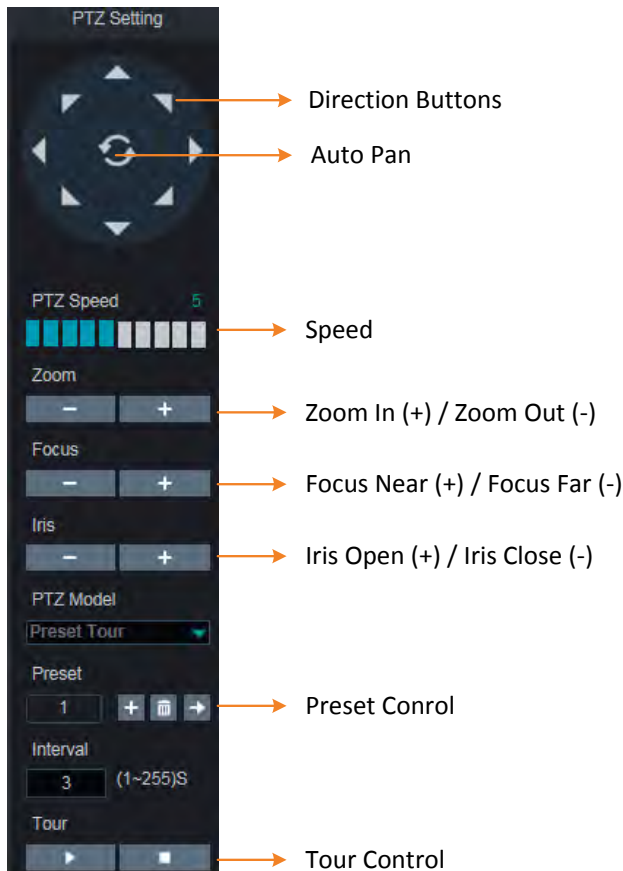 PTZ Setting
Direction Buttons
Auto Pan
PTZ Speed 5
Speed
Zoom
− +
Zoom In (+) / Zoom Out (-)
Focus
− +
Focus Near (+) / Focus Far (-)
Iris
− +
Iris Open (+) / Iris Close (-)
PTZ Model
Preset Tour
Preset
1 +
Preset Conrol
Interval
3 (1~255)S
Tour
Tour Control